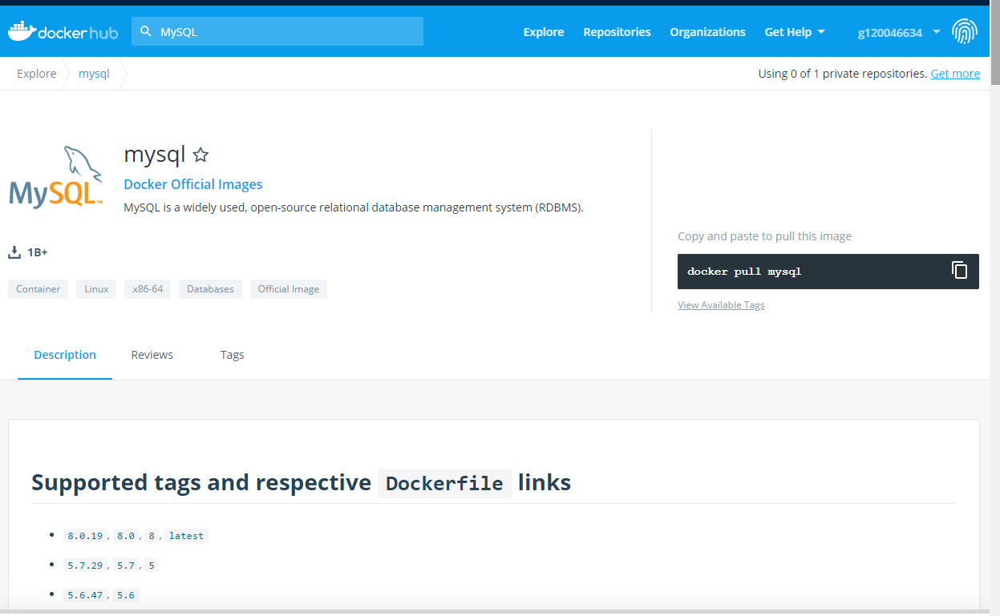 docker hub MySQL Explore Repositories Organizations Get Help g120046634
Explore mysql Using 0 of 1 private repositories. Get more
MySQL™
mysql
Docker Official Images
MySQL is a widely used, open-source relational database management system (RDBMS).
1B+
Container Linux x86-64 Databases Official Image
Copy and paste to pull this image
docker pull mysql
View Available Tags
Description Reviews Tags
Supported tags and respective Dockerfile links
• 8.0.19, 8.0, 8, latest
• 5.7.29, 5.7, 5
• 5.6.47, 5.6